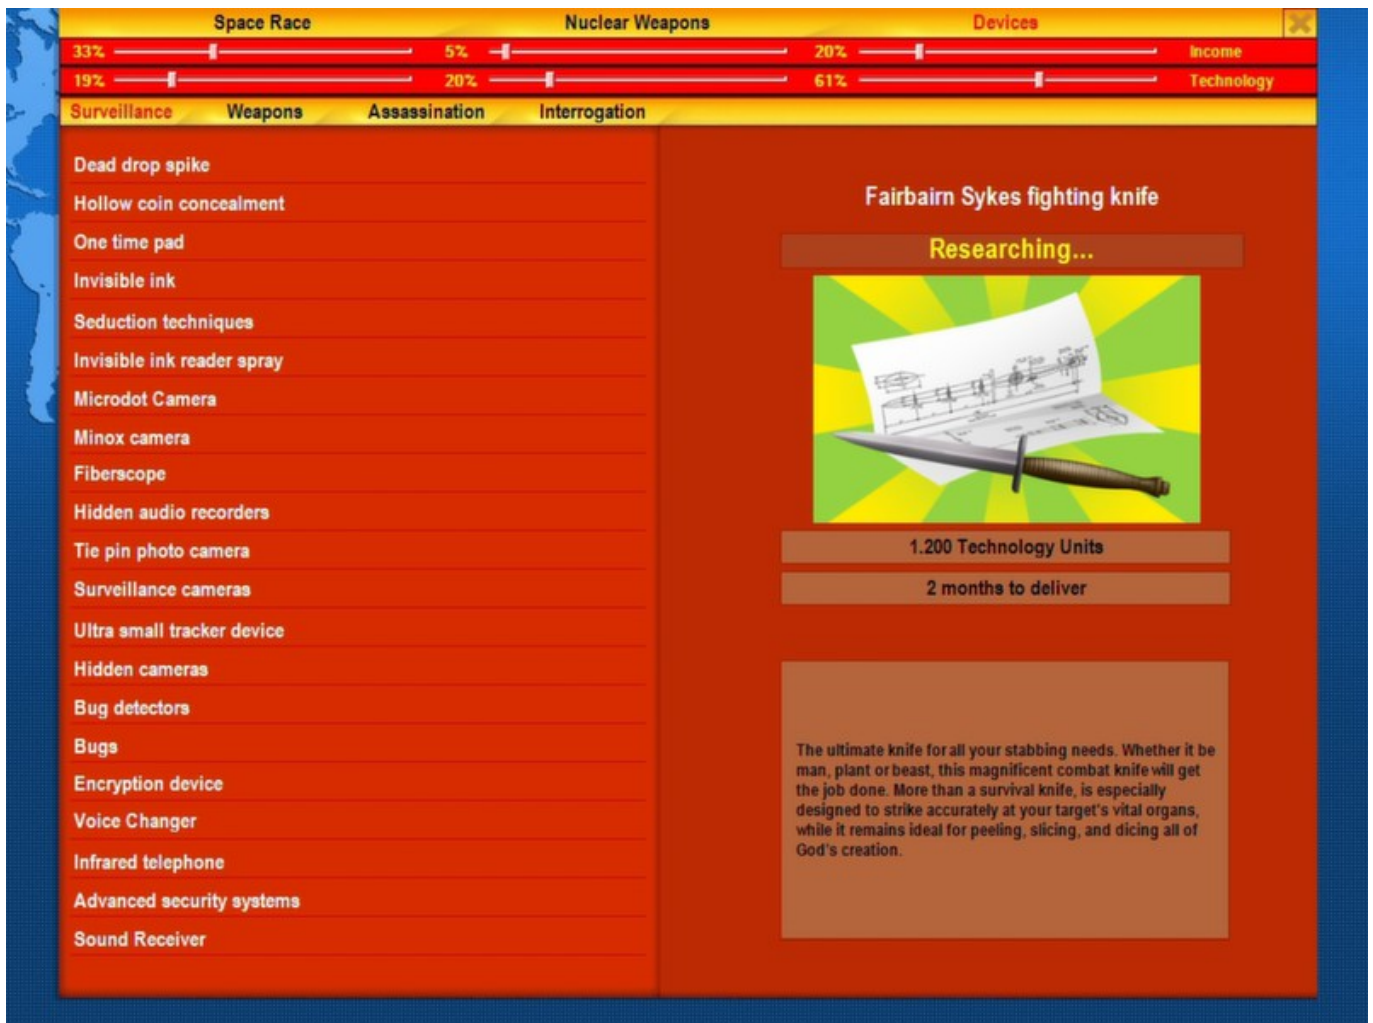 Space Race Nuclear Weapons Devices
33% 5% 20% Income
19% 20% 61% Technology
Surveillance Weapons Assassination Interrogation
Dead drop spike
Hollow coin concealment
One time pad
Invisible ink
Seduction techniques
Invisible ink reader spray
Microdot Camera
Minox camera
Fiberscope
Hidden audio recorders
Tie pin photo camera
Surveillance cameras
Ultra small tracker device
Hidden cameras
Bug detectors
Bugs
Encryption device
Voice Changer
Infrared telephone
Advanced security systems
Sound Receiver
Fairbairn Sykes fighting knife
Researching...
1.200 Technology Units
2 months to deliver
The ultimate knife for all your stabbing needs. Whether it be
man, plant or beast, this magnificent combat knife will get
the job done. More than a survival knife, is especially
designed to strike accurately at your target's vital organs,
while it remains ideal for peeling, slicing, and dicing all of
God's creation.